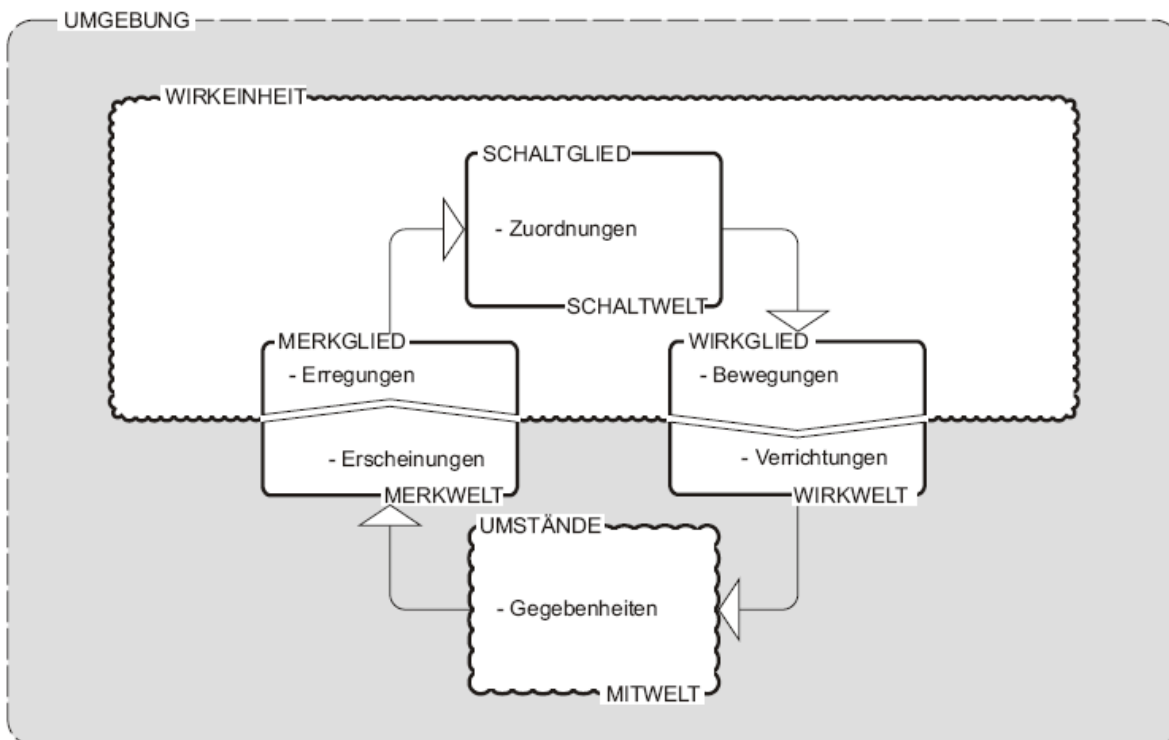 UMGEBUNG
WIRKEINHEIT
SCHALTGLIED
- Zuordnungen
SCHALTWELT
MERKGLIED
- Erregungen
- Erscheinungen
MERKWELT
WIRKGLIED
- Bewegungen
- Verrichtungen
WIRKWELT
UMSTÄNDE
- Gegebenheiten
MITWELT